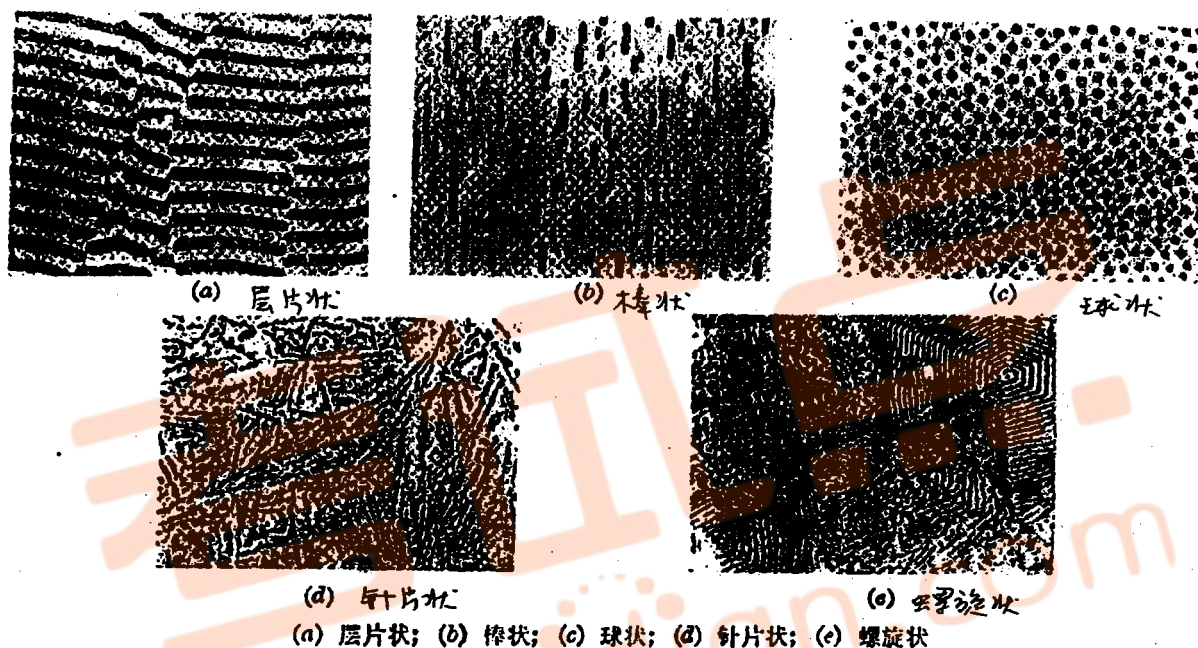 (a) 层片状
(b) 棒状
(c) 球状
(d) 针片状
(e) 螺旋状
(a) 层片状; (b) 棒状; (c) 球状; (d) 针片状; (e) 螺旋状